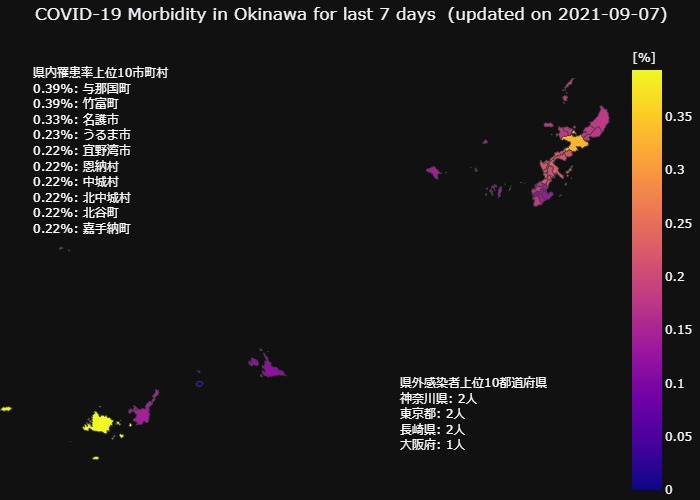 COVID-19 Morbidity in Okinawa for last 7 days (updated on 2021-09-07)
県内罹患率上位10市町村
0.39%: 与那国町
0.39%: 竹富町
0.33%: 名護市
0.23%: うるま市
0.22%: 宜野湾市
0.22%: 恩納村
0.22%: 中城村
0.22%: 北中城村
0.22%: 北谷町
0.22%: 嘉手納町
[%]
0.35
0.3
0.25
0.2
0.15
0.1
0.05
0
県外感染者上位10都道府県
神奈川県: 2人
東京都: 2人
長崎県: 2人
大阪府: 1人